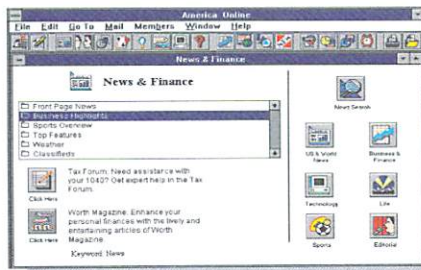 America Online
File Edit Go To Mail Members Window Help
News & Finance
News & Finance
Front Page News
Business Highlights
Sports Overview
Top Features
Weather
Classifieds
Click Here
Tax Forum: Need assistance with
your 1040? Get expert help in the Tax
Forum.
Click Here
Worth Magazine: Enhance your
personal finances with the lively and
entertaining articles of Worth
Magazine.
Keyword: News
News Search
US & World
News
Business &
Finance
Technology
Life
Sports
Editorial